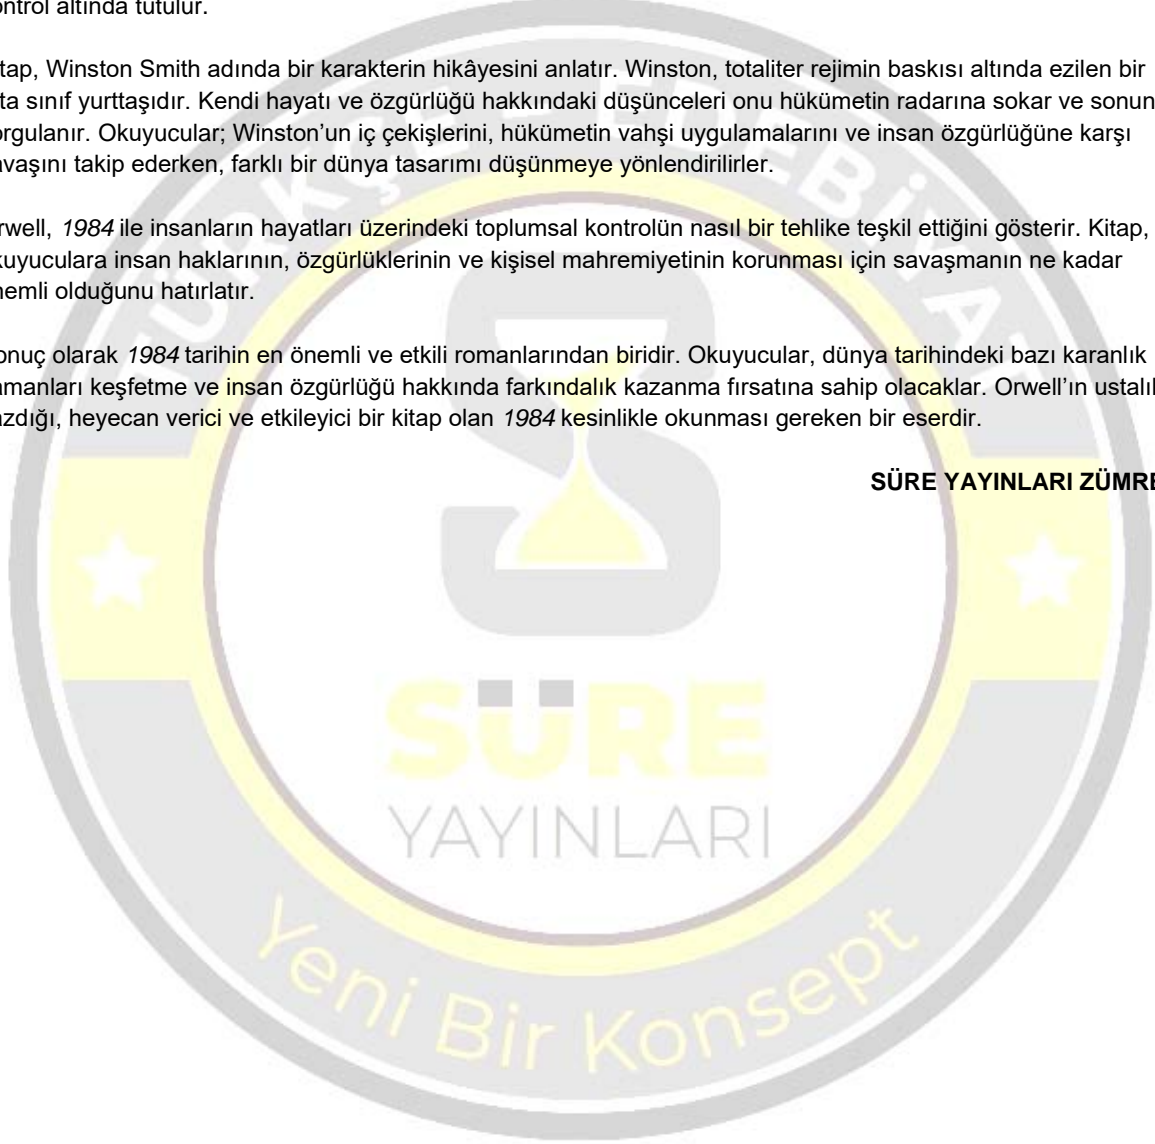 ontrol altında tutulur.
tap, Winston Smith adında bir karakterin hikâyesini anlatır. Winston, totaliter rejimin baskısı altında ezilen bir
ta sınıf yurttaşıdır. Kendi hayatı ve özgürlüğü hakkındaki düşünceleri onu hükümetin radarına sokar ve sonun
orgulanır. Okuyucular; Winston’un iç çekişlerini, hükümetin vahşi uygulamalarını ve insan özgürlüğüne karşı
avaşını takip ederken, farklı bir dünya tasarımı düşünmeye yönlendirilirler.
rwell, 1984 ile insanların hayatları üzerindeki toplumsal kontrolün nasıl bir tehlike teşkil ettiğini gösterir. Kitap,
kuyuculara insan haklarının, özgürlüklerinin ve kişisel mahremiyetinin korunması için savaşmanın ne kadar
nemli olduğunu hatırlatır.
onuç olarak 1984 tarihin en önemli ve etkili romanlarından biridir. Okuyucular, dünya tarihindeki bazı karanlık
amanları keşfetme ve insan özgürlüğü hakkında farkındalık kazanma fırsatına sahip olacaklar. Orwell’ın ustalı
azdığı, heyecan verici ve etkileyici bir kitap olan 1984 kesinlikle okunması gereken bir eserdir.
SÜRE YAYINLARI ZÜMRE
TÜRKÇE - EDEBİYAT
SÜRE
YAYINLARI
Yeni Bir Konsept